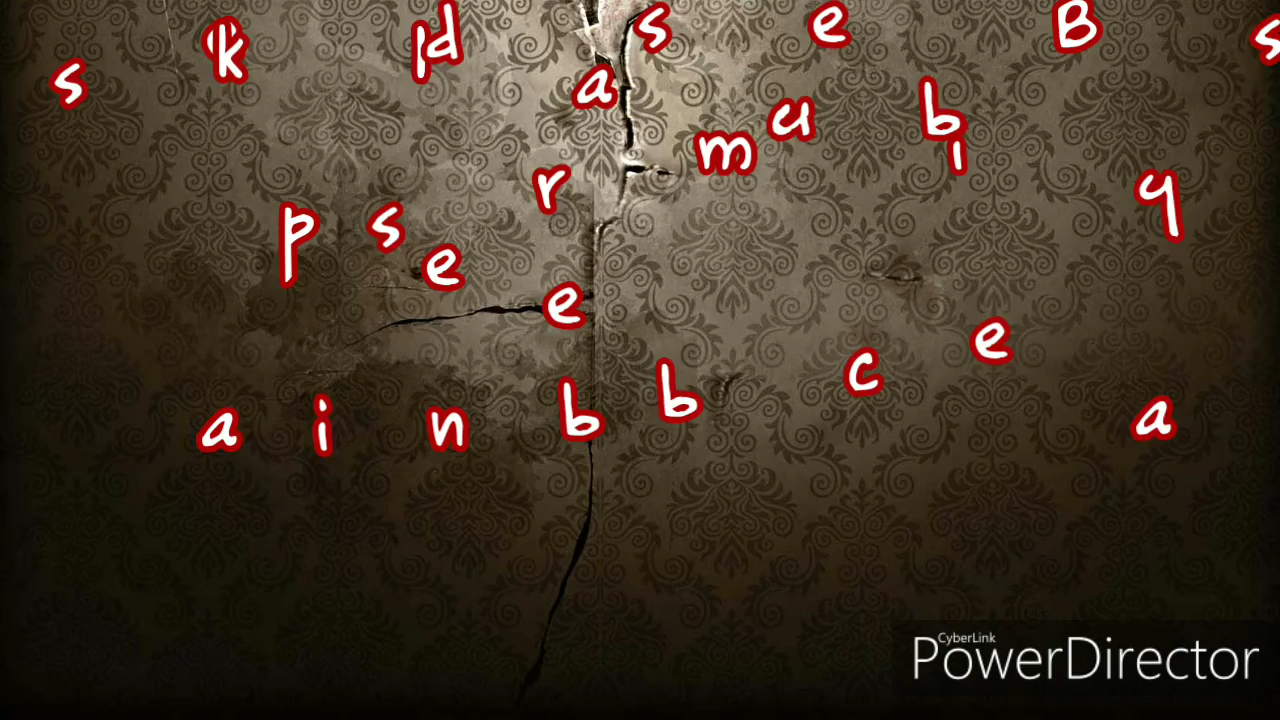 s k l d s e B s
a m u b i
p s r q
e e
c e
a i n b b a
CyberLink
PowerDirector